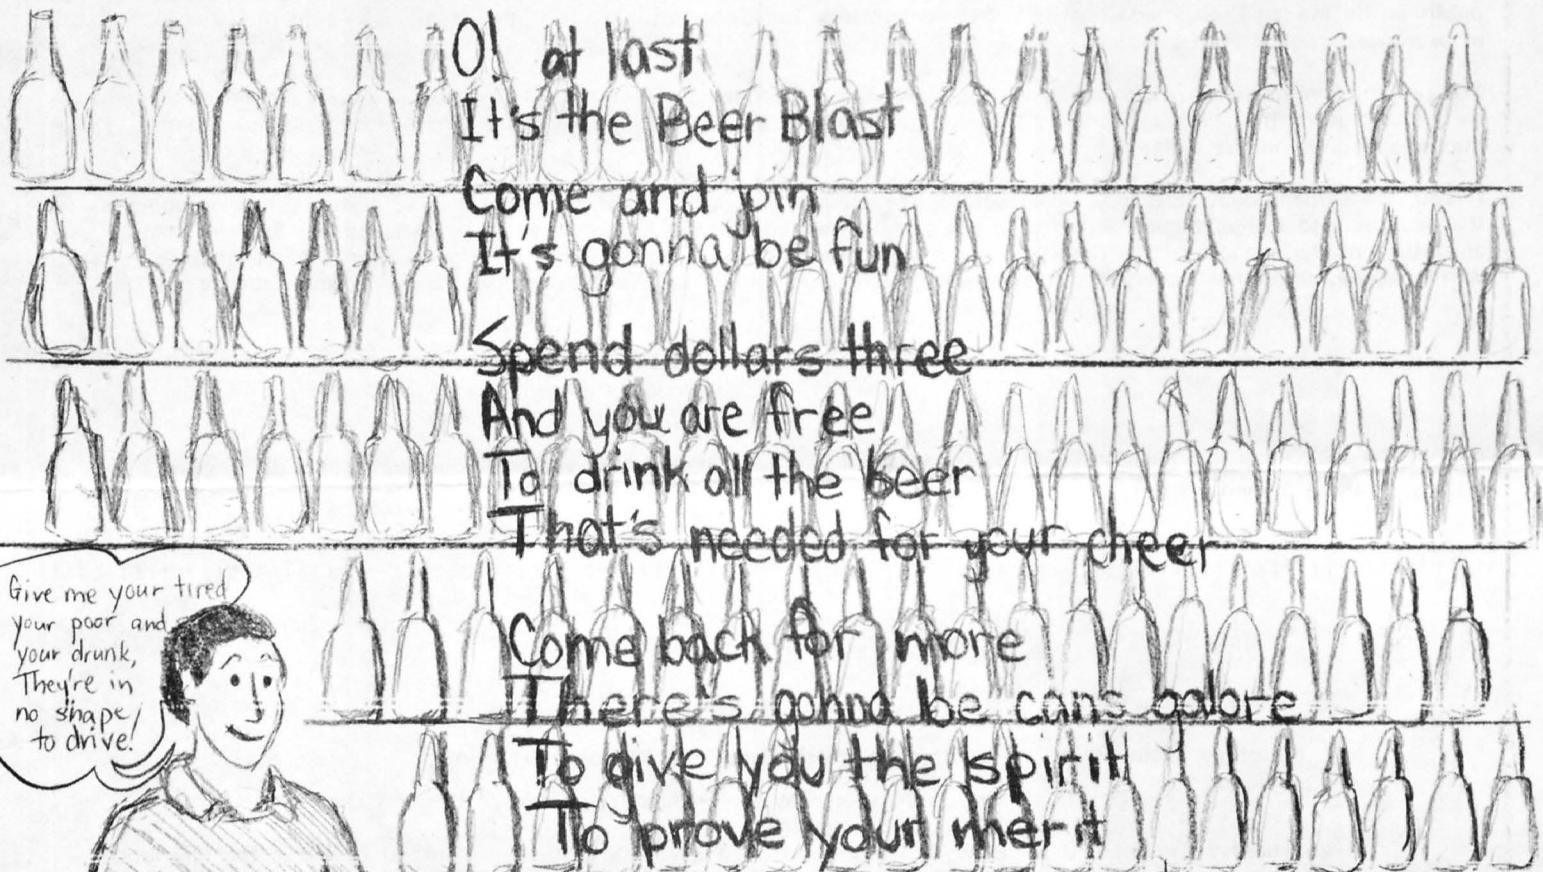 O! at last
It's the Beer Blast
Come and join
It's gonna be fun
Spend dollars three
And you are free
To drink all the beer
That's needed for your cheer
Come back for more
There's gonna be cans galore
To give you the spirit
To prove your merit
Give me your tired
your poor and
your drunk,
They're in
no shape
to drive!